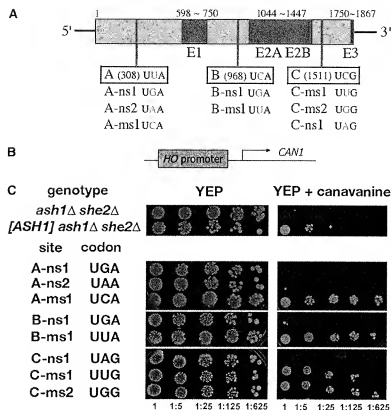 A
1 598 ~ 750 1044 ~1447 1750~1867
5' 3'
E1 E2A E2B E3
A (308) UUA B (968) UCA C (1511) UCG
A-ns1 UGA B-ns1 UGA C-ms1 UUG
A-ns2 UAA B-ms1 UUA C-ms2 UGG
A-ms1 UCA C-ns1 UAG
B
HO promoter CAN1
C genotype YEP YEP + canavanine
ash1Δ she2Δ
[ASH1] ash1Δ she2Δ
site codon
A-ns1 UGA
A-ns2 UAA
A-ms1 UCA
B-ns1 UGA
B-ms1 UUA
C-ns1 UAG
C-ms1 UUG
C-ms2 UGG
1 1:5 1:25 1:125 1:625 1 1:5 1:25 1:125 1:625